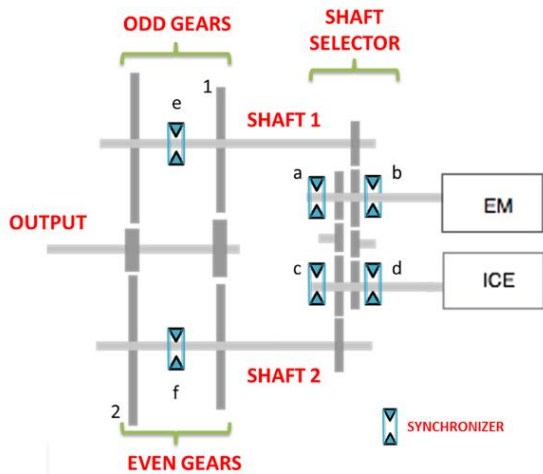 ODD GEARS
SHAFT
SELECTOR
1
e
SHAFT 1
a
b
EM
OUTPUT
c
d
ICE
f
SHAFT 2
2
SYNCHRONIZER
EVEN GEARS